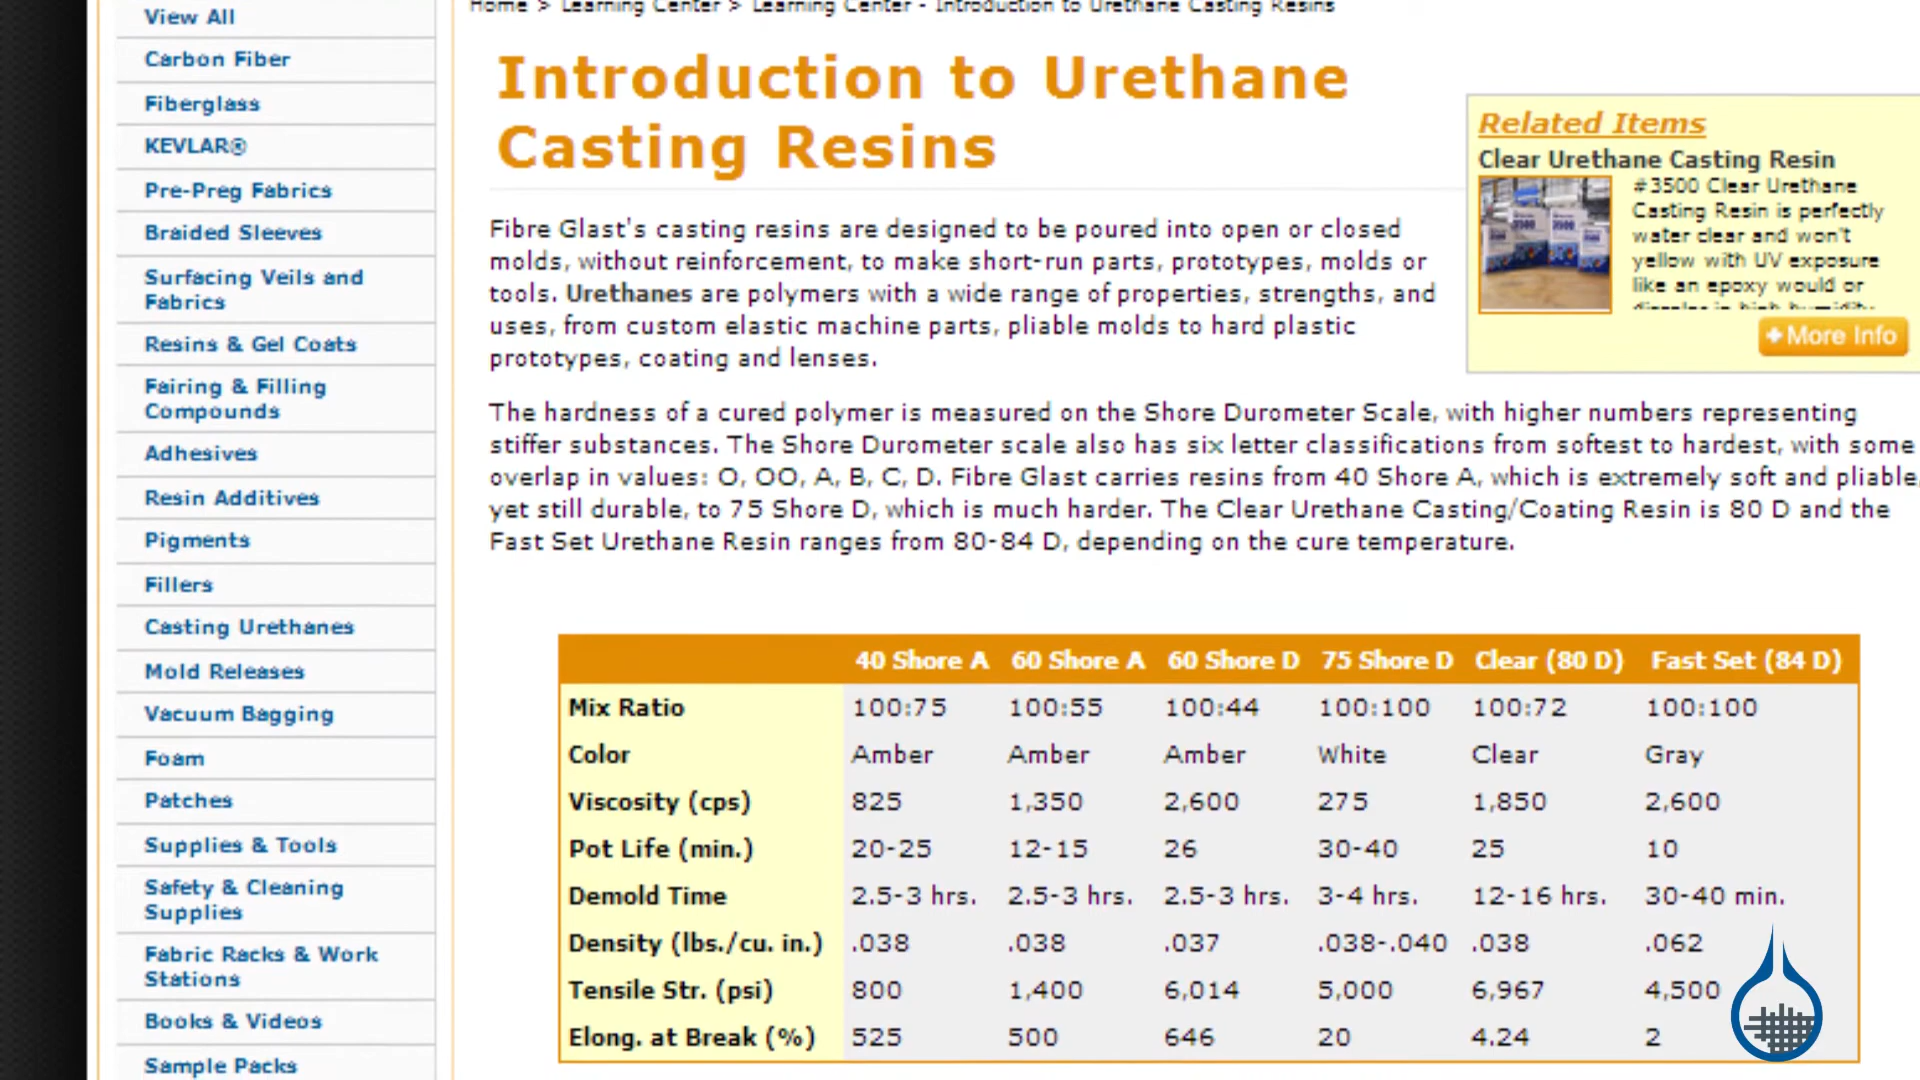 Home > Learning Center > Learning Center - Introduction to Urethane Casting Resins
View All
Carbon Fiber
Fiberglass
KEVLAR®
Pre-Preg Fabrics
Braided Sleeves
Surfacing Veils and
Fabrics
Resins & Gel Coats
Fairing & Filling
Compounds
Adhesives
Resin Additives
Pigments
Fillers
Casting Urethanes
Mold Releases
Vacuum Bagging
Foam
Patches
Supplies & Tools
Safety & Cleaning
Supplies
Fabric Racks & Work
Stations
Books & Videos
Sample Packs
Introduction to Urethane
Casting Resins
Fibre Glast's casting resins are designed to be poured into open or closed
molds, without reinforcement, to make short-run parts, prototypes, molds or
tools. Urethanes are polymers with a wide range of properties, strengths, and
uses, from custom elastic machine parts, pliable molds to hard plastic
prototypes, coating and lenses.
Related Items
Clear Urethane Casting Resin
#3500 Clear Urethane
Casting Resin is perfectly
water clear and won't
yellow with UV exposure
like an epoxy would or
+More Info
The hardness of a cured polymer is measured on the Shore Durometer Scale, with higher numbers representing
stiffer substances. The Shore Durometer scale also has six letter classifications from softest to hardest, with some
overlap in values: O, OO, A, B, C, D. Fibre Glast carries resins from 40 Shore A, which is extremely soft and pliable,
yet still durable, to 75 Shore D, which is much harder. The Clear Urethane Casting/Coating Resin is 80 D and the
Fast Set Urethane Resin ranges from 80-84 D, depending on the cure temperature.
40 Shore A 60 Shore A 60 Shore D 75 Shore D Clear (80 D) Fast Set (84 D)
Mix Ratio 100:75 100:55 100:44 100:100 100:72 100:100
Color Amber Amber Amber White Clear Gray
Viscosity (cps) 825 1,350 2,600 275 1,850 2,600
Pot Life (min.) 20-25 12-15 26 30-40 25 10
Demold Time 2.5-3 hrs. 2.5-3 hrs. 2.5-3 hrs. 3-4 hrs. 12-16 hrs. 30-40 min.
Density (lbs./cu. in.) .038 .038 .037 .038-.040 .038 .062
Tensile Str. (psi) 800 1,400 6,014 5,000 6,967 4,500
Elong. at Break (%) 525 500 646 20 4.24 2